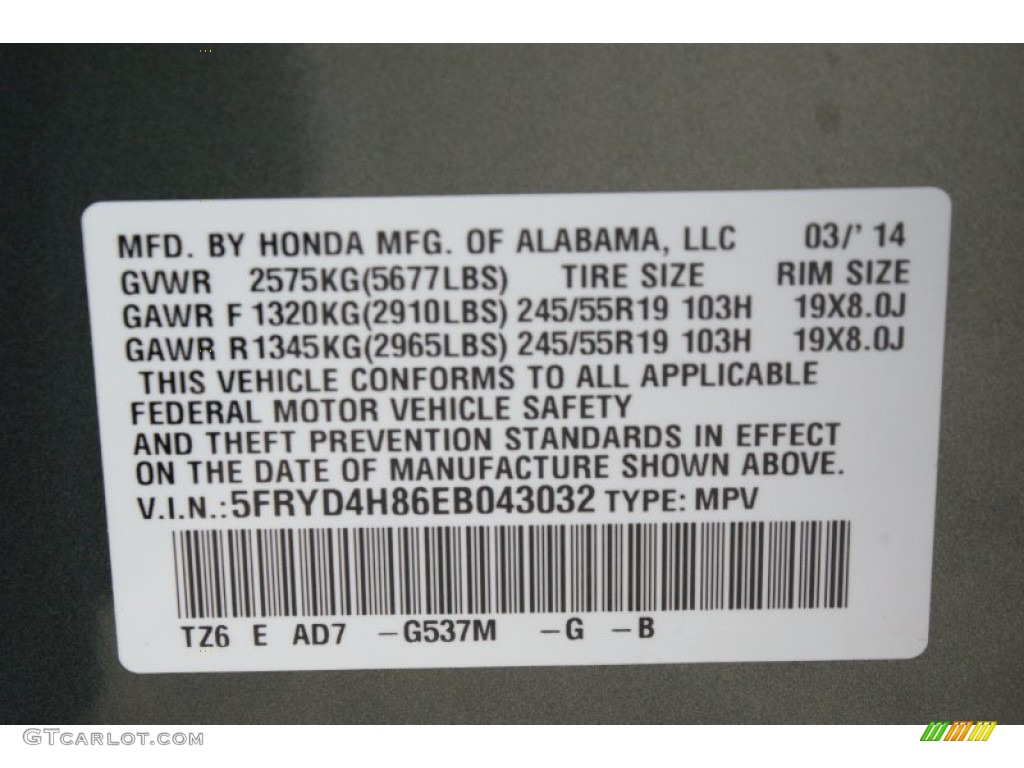 MFD. BY HONDA MFG. OF ALABAMA, LLC 03/' 14
GVWR 2575KG(5677LBS) TIRE SIZE RIM SIZE
GAWR F 1320KG(2910LBS) 245/55R19 103H 19X8.0J
GAWR R1345KG(2965LBS) 245/55R19 103H 19X8.0J
THIS VEHICLE CONFORMS TO ALL APPLICABLE
FEDERAL MOTOR VEHICLE SAFETY
AND THEFT PREVENTION STANDARDS IN EFFECT
ON THE DATE OF MANUFACTURE SHOWN ABOVE.
V.I.N.:5FRYD4H86EB043032 TYPE: MPV
TZ6 E AD7 -G537M -G -B
GTCARLOT.COM